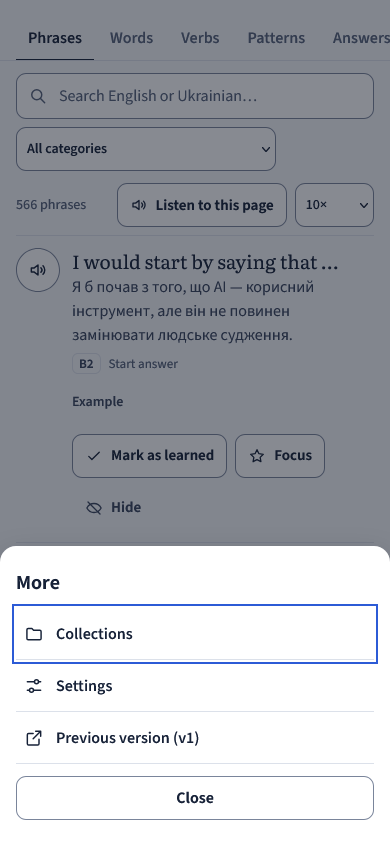 Phrases Words Verbs Patterns Answers
Search English or Ukrainian…
All categories
566 phrases Listen to this page 10×
I would start by saying that …
Я б почав з того, що AI — корисний
інструмент, але він не повинен
замінювати людське судження.
B2 Start answer
Example
Mark as learned Focus
Hide
More
Collections
Settings
Previous version (v1)
Close